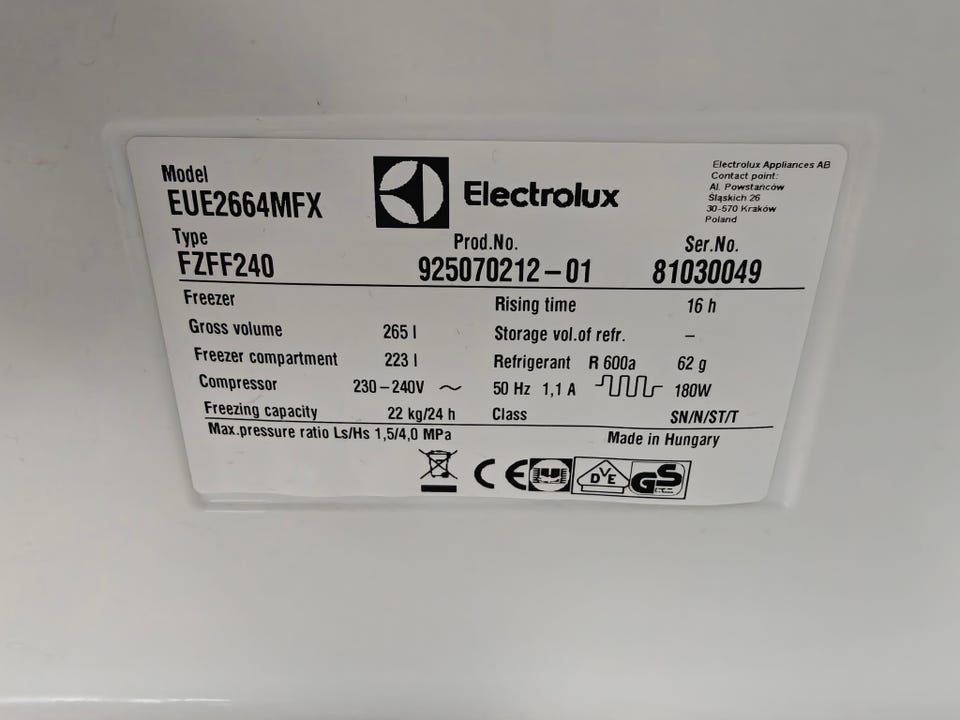 Model
EUE2664MFX
Electrolux
Electrolux Appliances AB
Contact point:
Al. Powstańców
Śląskich 26
30-570 Kraków
Poland
Type
FZFF240
Prod.No.
925070212-01
Ser.No.
81030049
Freezer
Rising time 16 h
Gross volume 265 l
Storage vol.of refr. –
Freezer compartment 223 l
Refrigerant R 600a 62 g
Compressor 230-240V ~ 50 Hz 1,1 A 180W
Freezing capacity 22 kg/24 h
Class SN/N/ST/T
Max.pressure ratio Ls/Hs 1,5/4,0 MPa
Made in Hungary
CE
DVE
GS